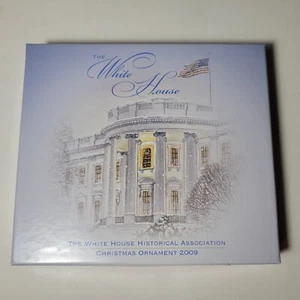 THE
White
House
THE WHITE HOUSE HISTORICAL ASSOCIATION
CHRISTMAS ORNAMENT 2009